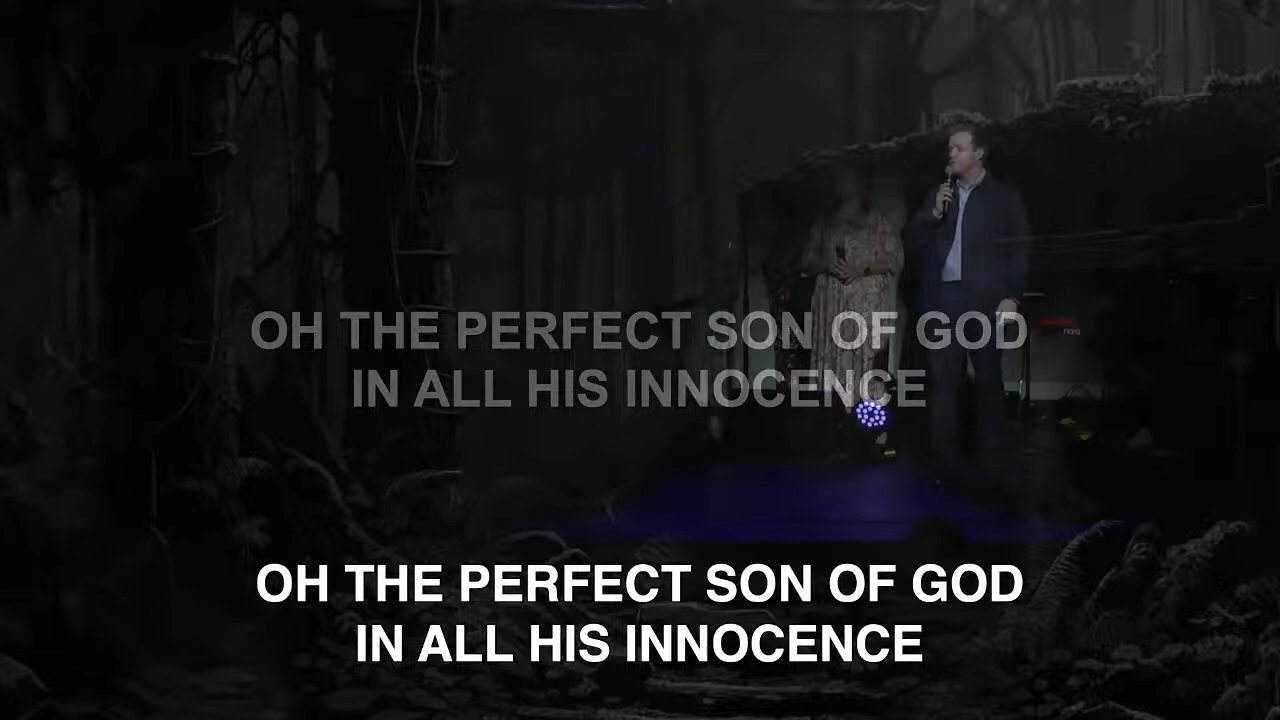 OH THE PERFECT SON OF GOD
IN ALL HIS INNOCENCE
nord
OH THE PERFECT SON OF GOD
IN ALL HIS INNOCENCE